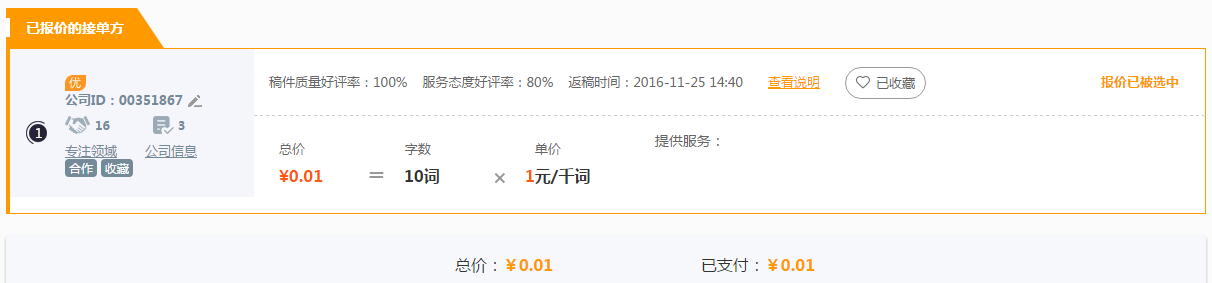 已报价的接单方
优
公司ID：00351867
16 3
专注领域 公司信息
合作 收藏
1
稿件质量好评率：100% 服务态度好评率：80% 返稿时间：2016-11-25 14:40 查看说明 已收藏 报价已被选中
总价 字数 单价 提供服务：
¥0.01 = 10词 × 1元/千词
总价：￥0.01 已支付：￥0.01